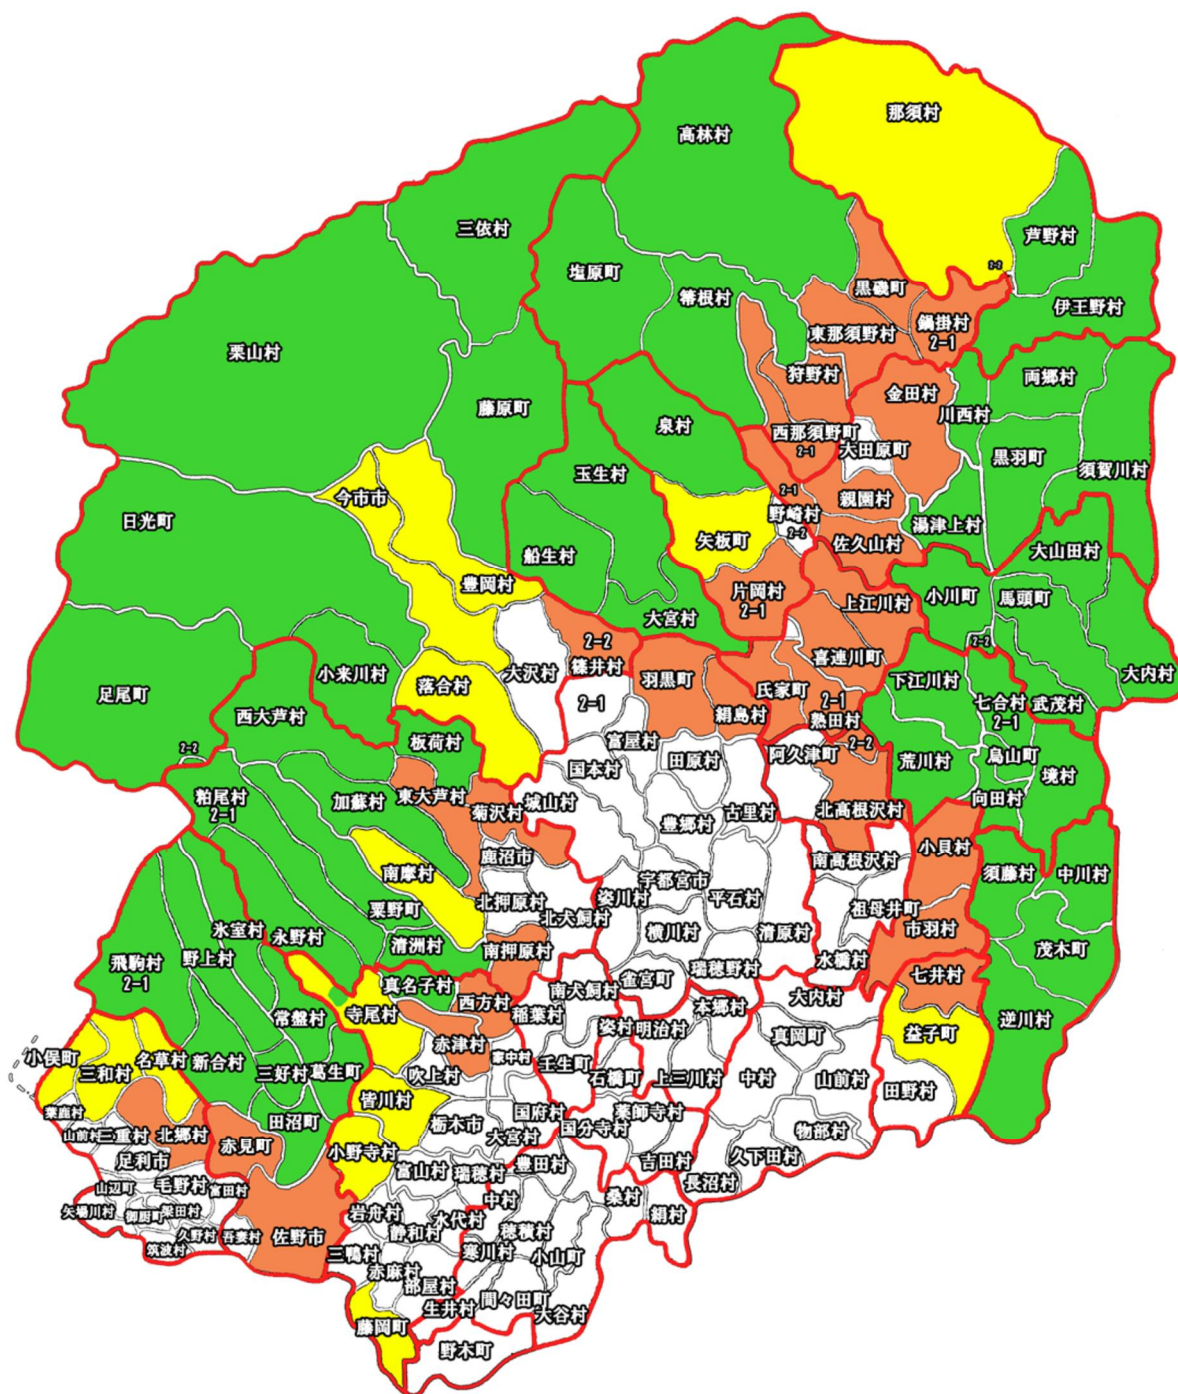 那須村
高林村
芦野村
三依村
塩原町
2-2
黒磯町
箒根村
鍋掛村
2-1
伊王野村
東那須野村
栗山村
狩野村
両郷村
金田村
川西村
藤原町
泉村
西那須野町
2-1
大田原町
黒羽町
須賀川村
玉生村
今市市
2-1
親園村
日光町
野崎村
2-2
湯津上村
矢板町
佐久山村
大山田村
船生村
豊岡村
片岡村
2-1
上江川村
小川町
馬頭町
大宮村
2-2
小来川村
大沢村
2-2
篠井村
喜連川町
大内村
足尾町
落合村
羽黒町
氏家町
下江川村
七合村
2-1
武茂村
西大芦村
2-1
絹島村
2-1
熟田村
2-2
板荷村
富屋村
阿久津町
2-2
烏山町
国本村
田原村
荒川村
境村
粕尾村
2-1
加蘇村
東大芦村
菊沢村
城山村
古里村
北高根沢村
向田村
豊郷村
鹿沼市
南高根沢村
小貝村
須藤村
中川村
南摩村
宇都宮市
姿川村
平石村
粟野町
北押原村
北犬飼村
祖母井町
市羽村
氷室村
永野村
清洲村
南押原村
横川村
清原村
水橋村
茂木町
飛駒村
2-1
野上村
瑞穂野村
七井村
真名子村
雀宮町
西方村
南犬飼村
大内村
寺尾村
稲葉村
本郷村
常盤村
逆川村
姿村
明治村
真岡町
益子町
赤津村
家中村
小俣町
名草村
新合村
三和村
三好村
葛生町
吹上村
壬生町
石橋町
上三川村
中村
山前村
田野村
皆川村
葉鹿町
国府村
薬師寺村
田沼町
栃木市
山前村
三重村
北郷村
赤見町
国分寺村
物部村
小野寺村
大宮村
足利市
豊田村
吉田村
久下田村
富山村
瑞穂村
長沼村
山辺町
毛野村
富田村
中村
桑村
絹村
矢場川村
御厨町
梁田村
岩舟村
水代村
穂積村
久野村
吾妻村
佐野市
静和村
筑波村
三鴨村
寒川村
小山町
赤麻村
部屋村
間々田町
生井村
大谷村
藤岡町
野木町